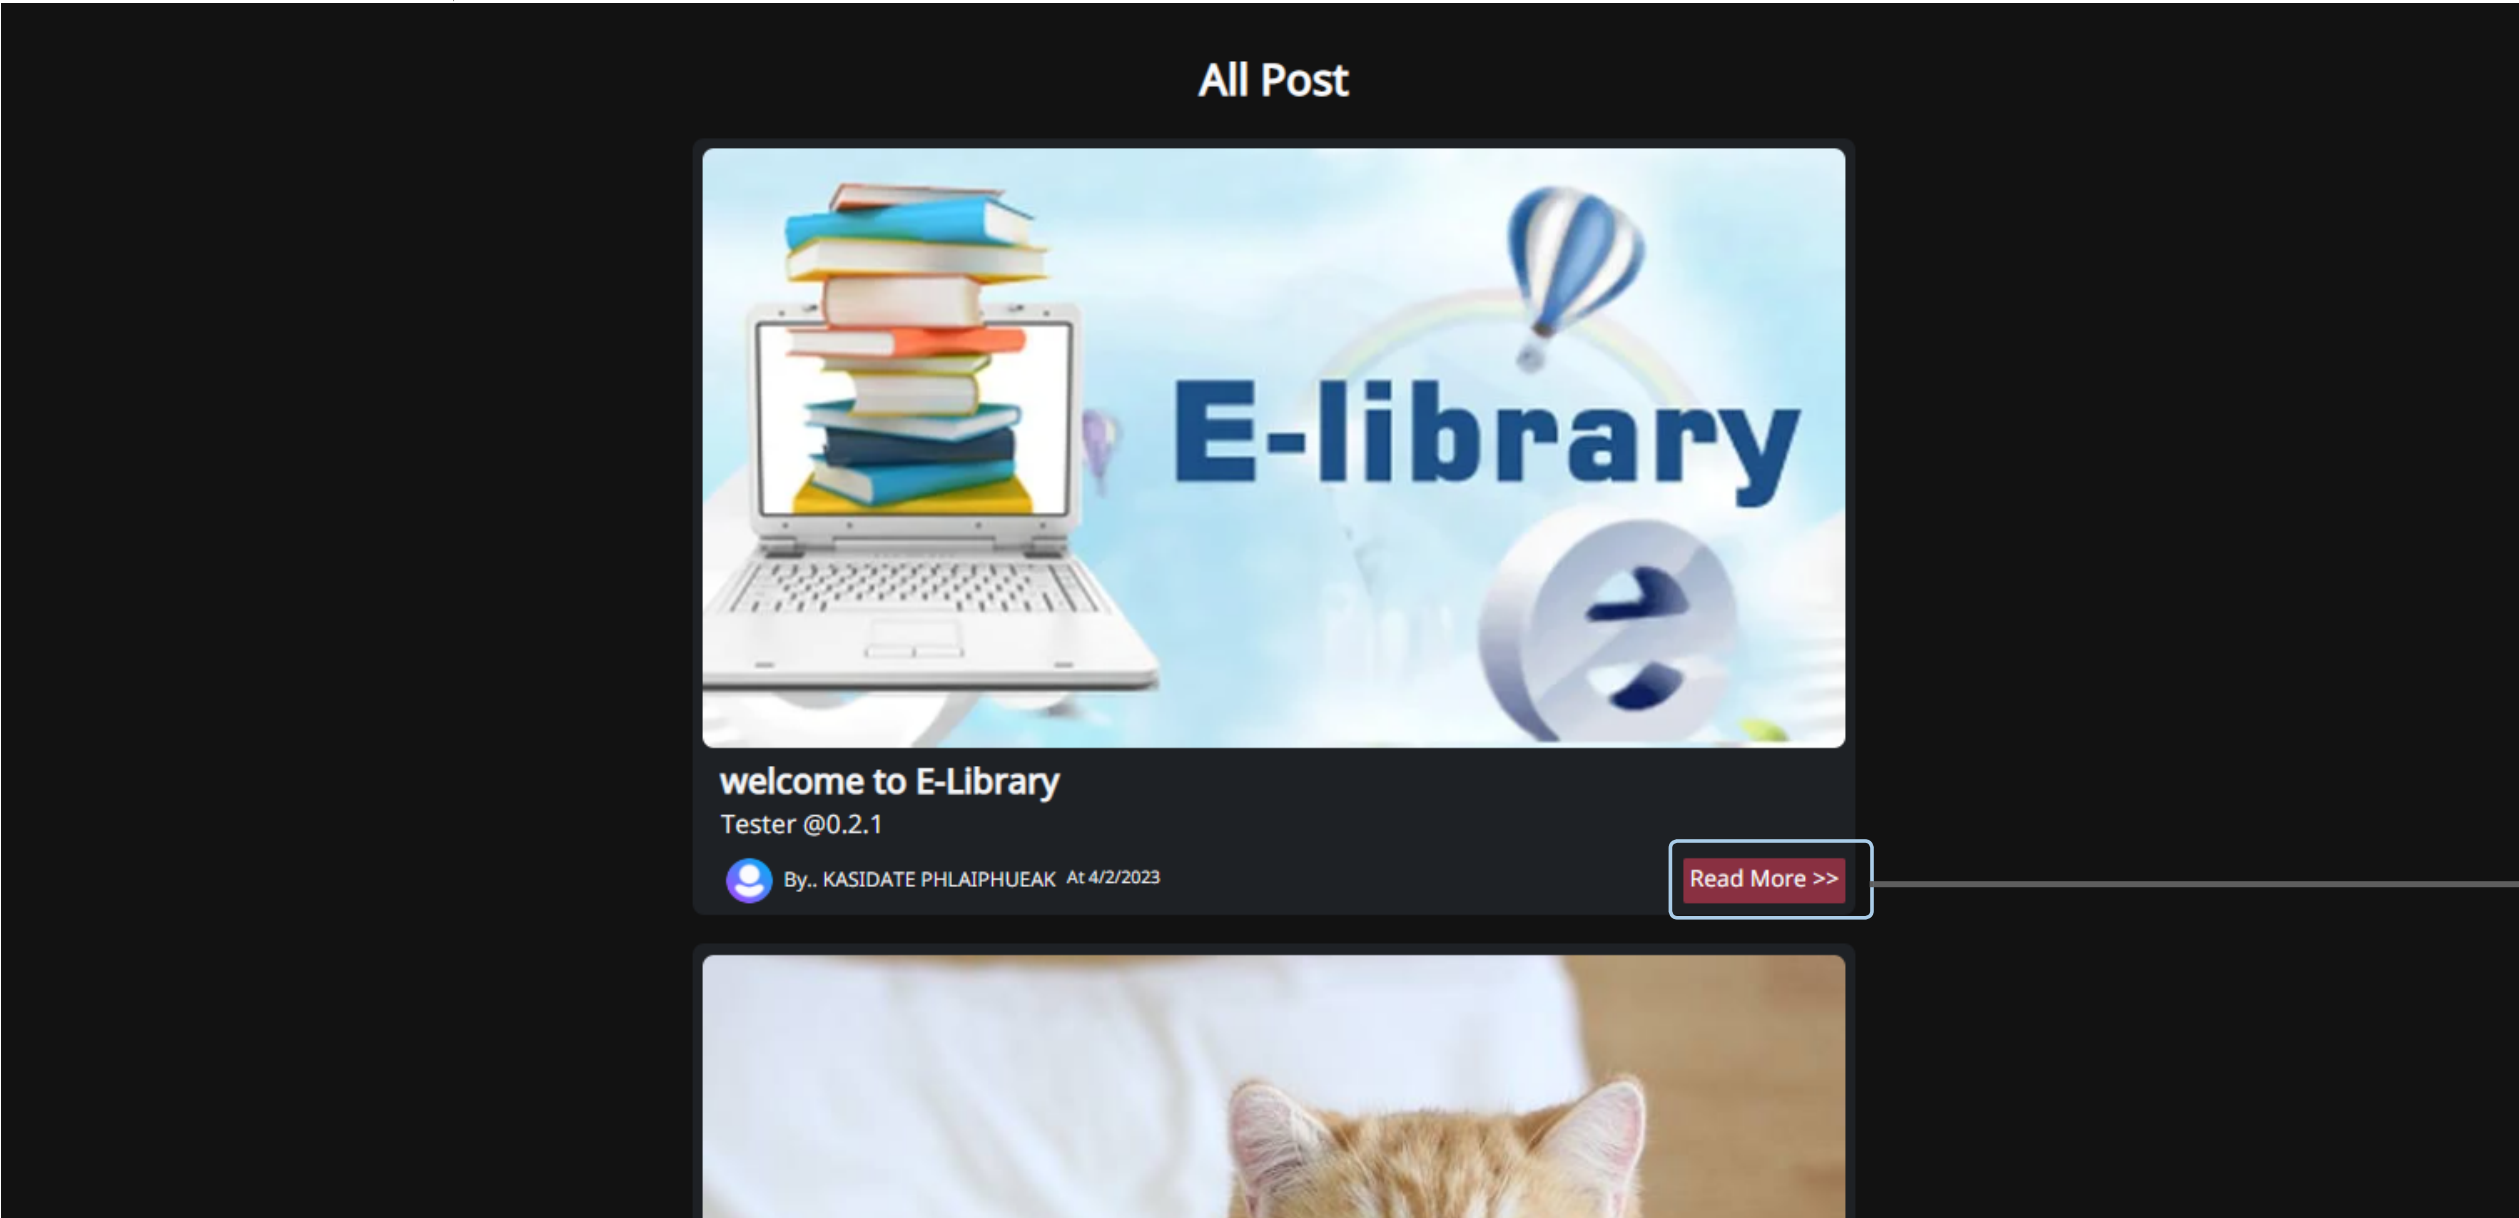 All Post
E-library
e
welcome to E-Library
Tester @0.2.1
By.. KASIDATE PHLAIPHUEAK At 4/2/2023
Read More >>